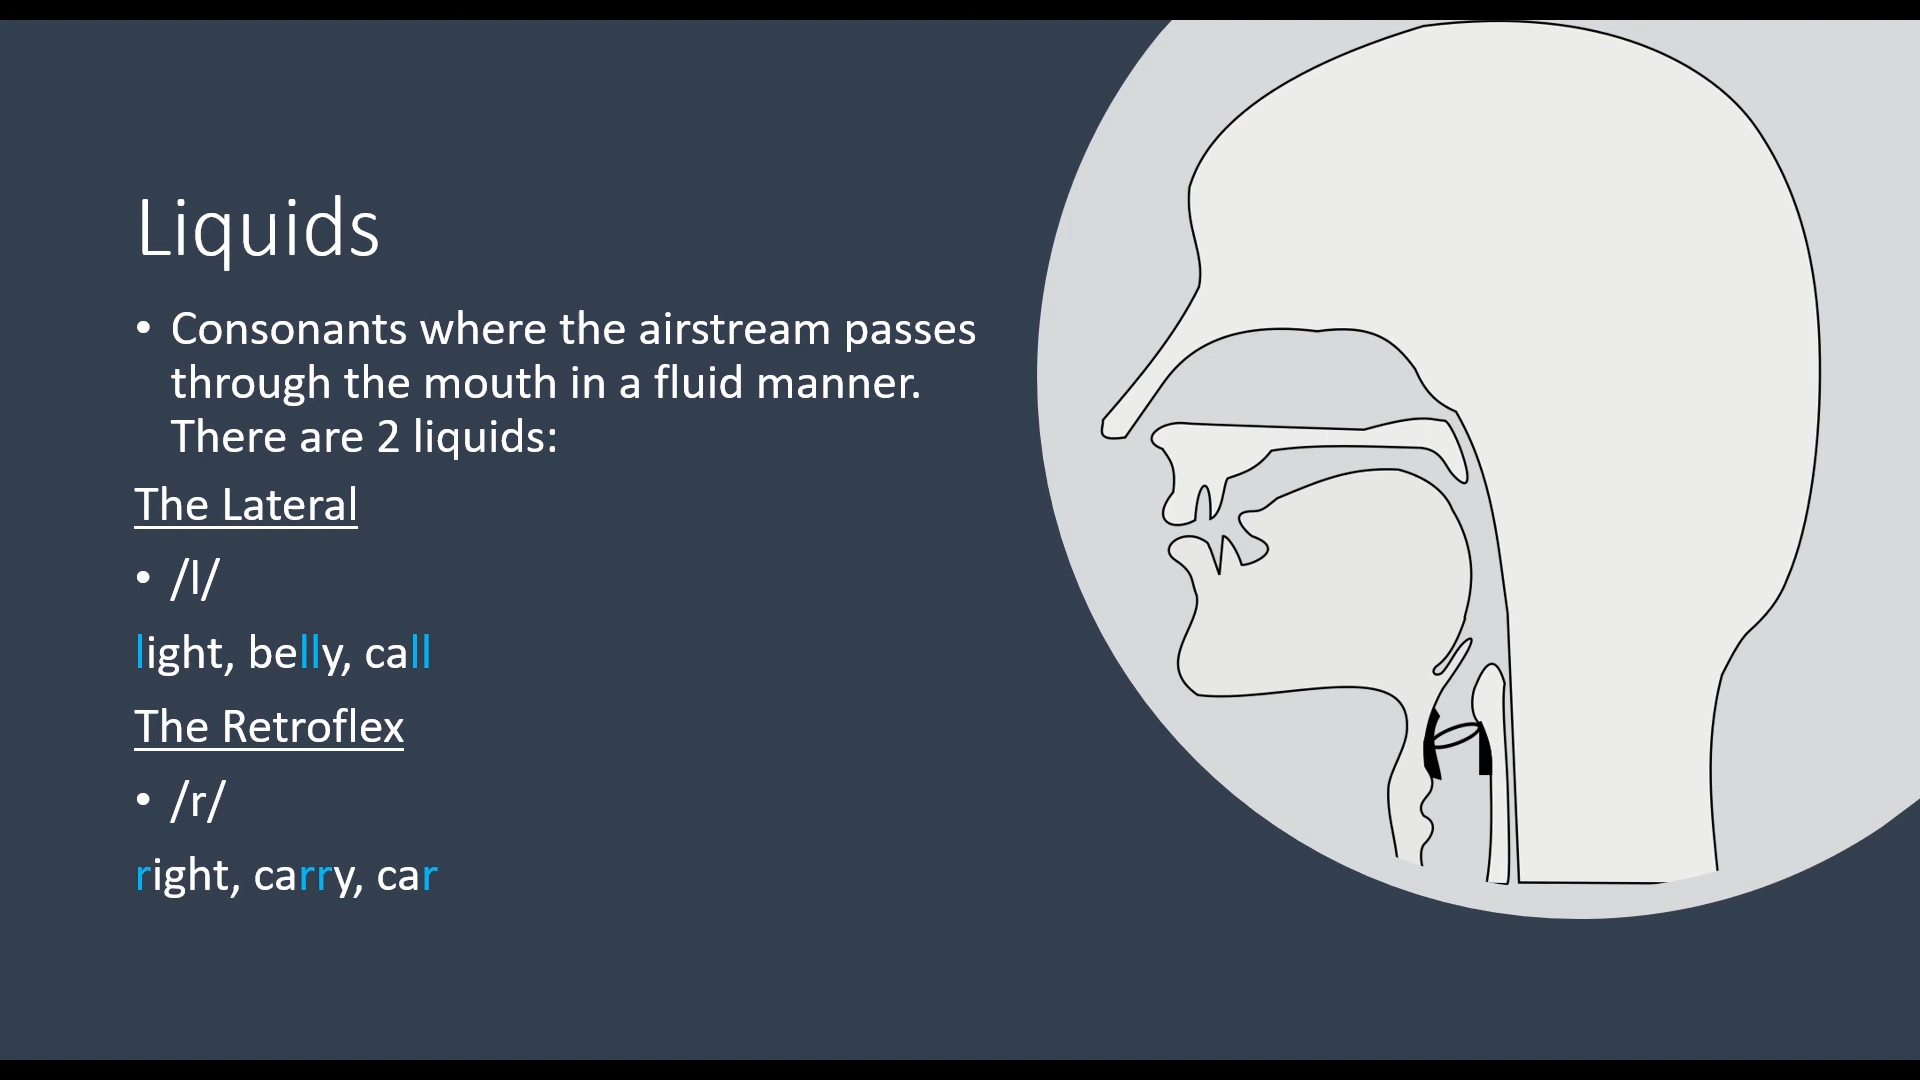 Liquids
• Consonants where the airstream passes
through the mouth in a fluid manner.
There are 2 liquids:
The Lateral
• /l/
light, belly, call
The Retroflex
• /r/
right, carry, car